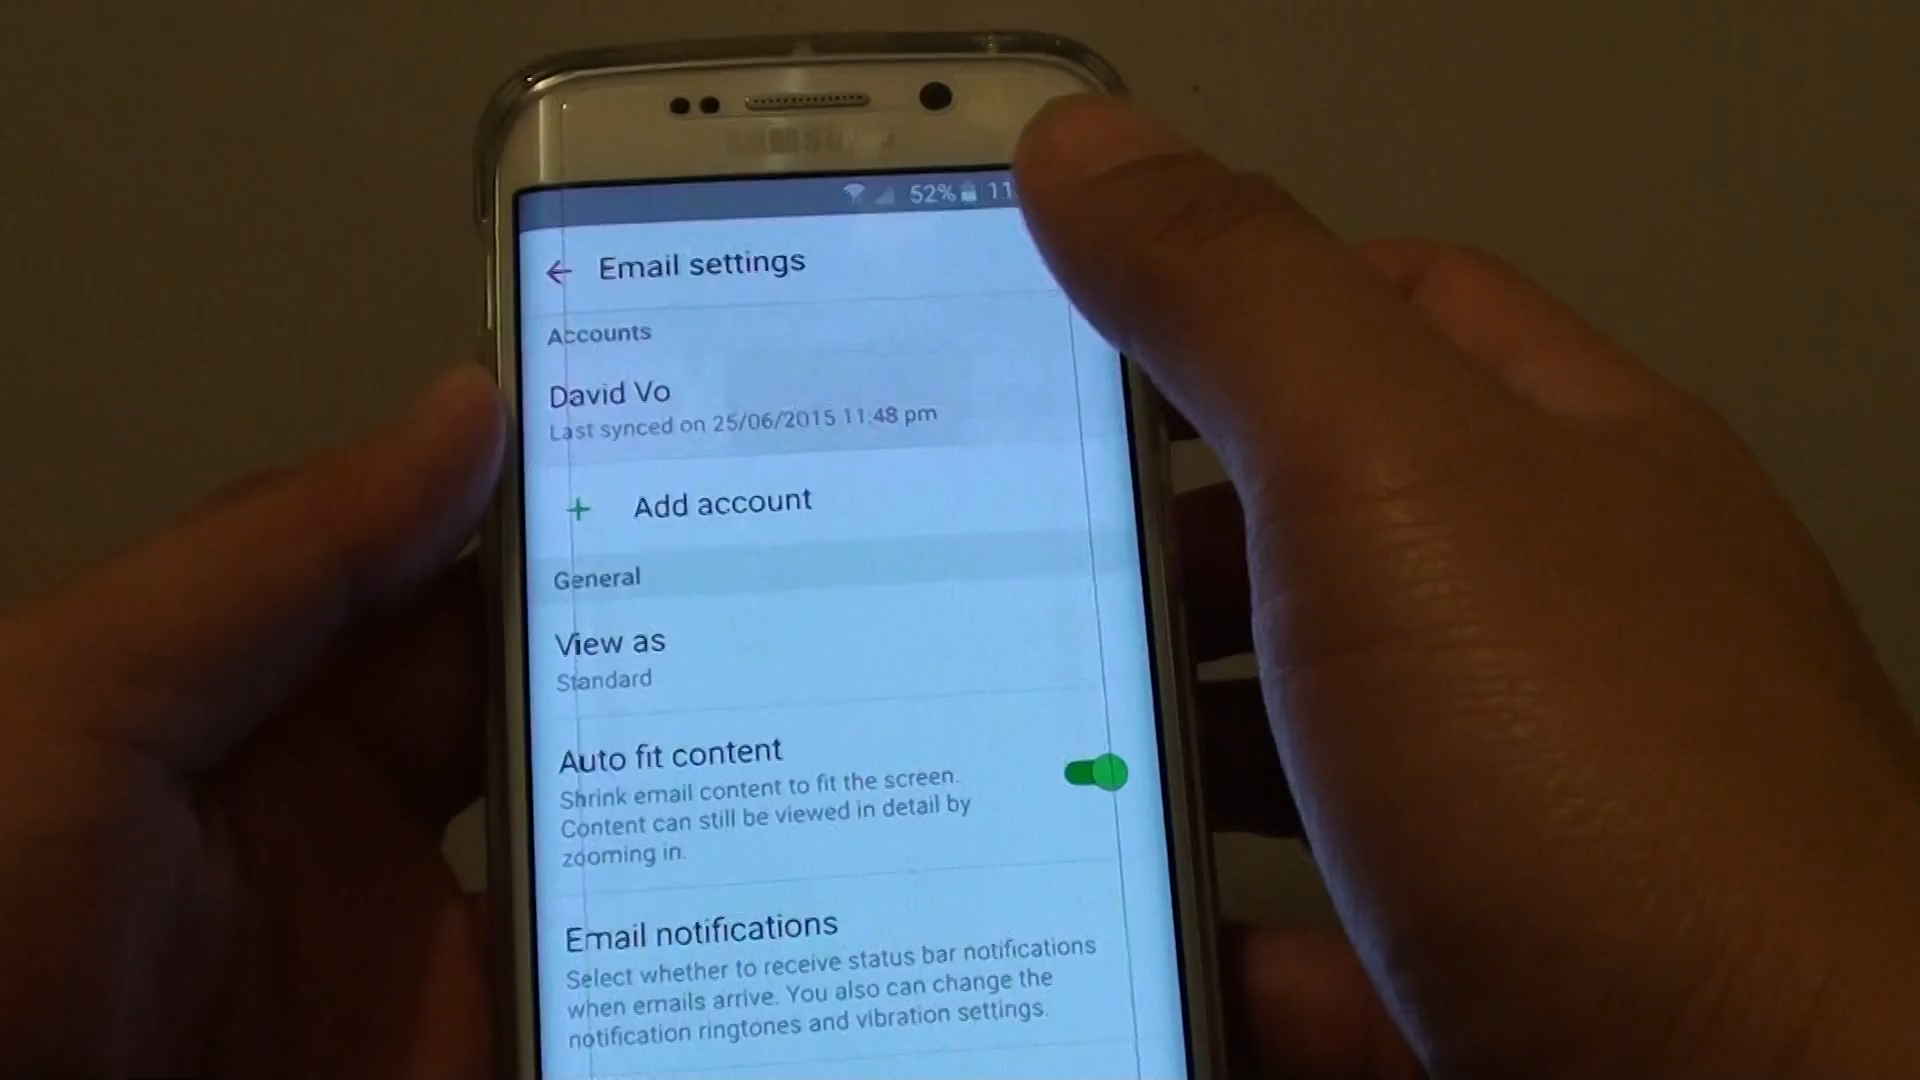 SAMSUNG
52% 11
Email settings
Accounts
David Vo
Last synced on 25/06/2015 11:48 pm
+ Add account
General
View as
Standard
Auto fit content
Shrink email content to fit the screen.
Content can still be viewed in detail by
zooming in.
Email notifications
Select whether to receive status bar notifications
when emails arrive. You also can change the
notification ringtones and vibration settings.